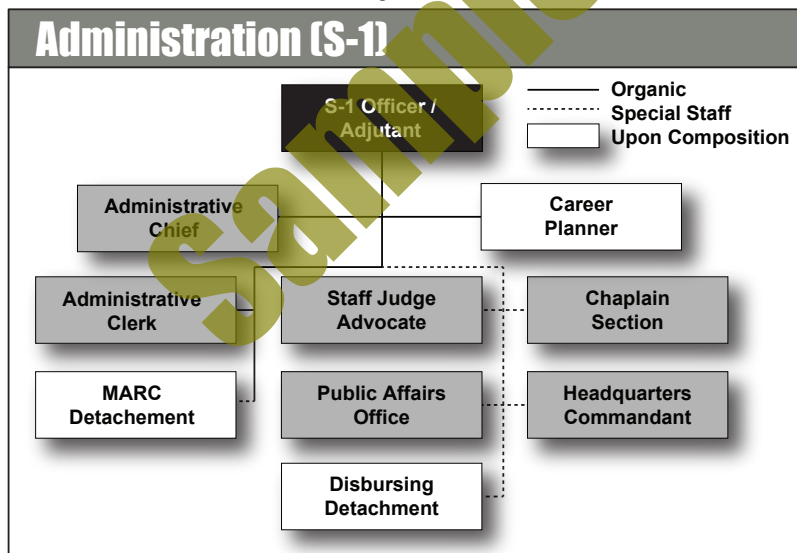 Administration (S-1)
S-1 Officer /
Adjutant
Organic
Special Staff
Upon Composition
Administrative
Chief
Career
Planner
Administrative
Clerk
Staff Judge
Advocate
Chaplain
Section
MARC
Detachement
Public Affairs
Office
Headquarters
Commandant
Disbursing
Detachment
Sample